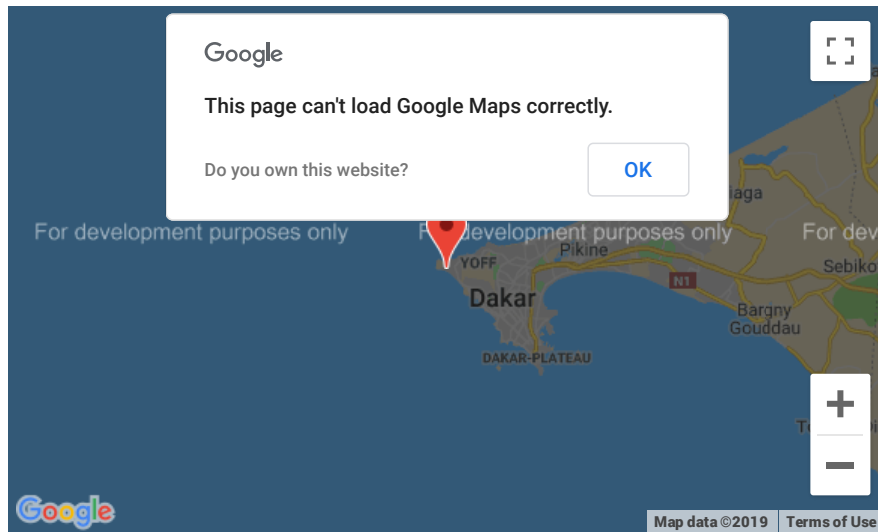 Google
This page can't load Google Maps correctly.
Do you own this website?
OK
For development purposes only
development purposes only
For dev
iaga
YOFF
Pikine
Sebiko
N1
Dakar
Bargny
Gouddau
DAKAR-PLATEAU
Google
Map data ©2019
Terms of Use